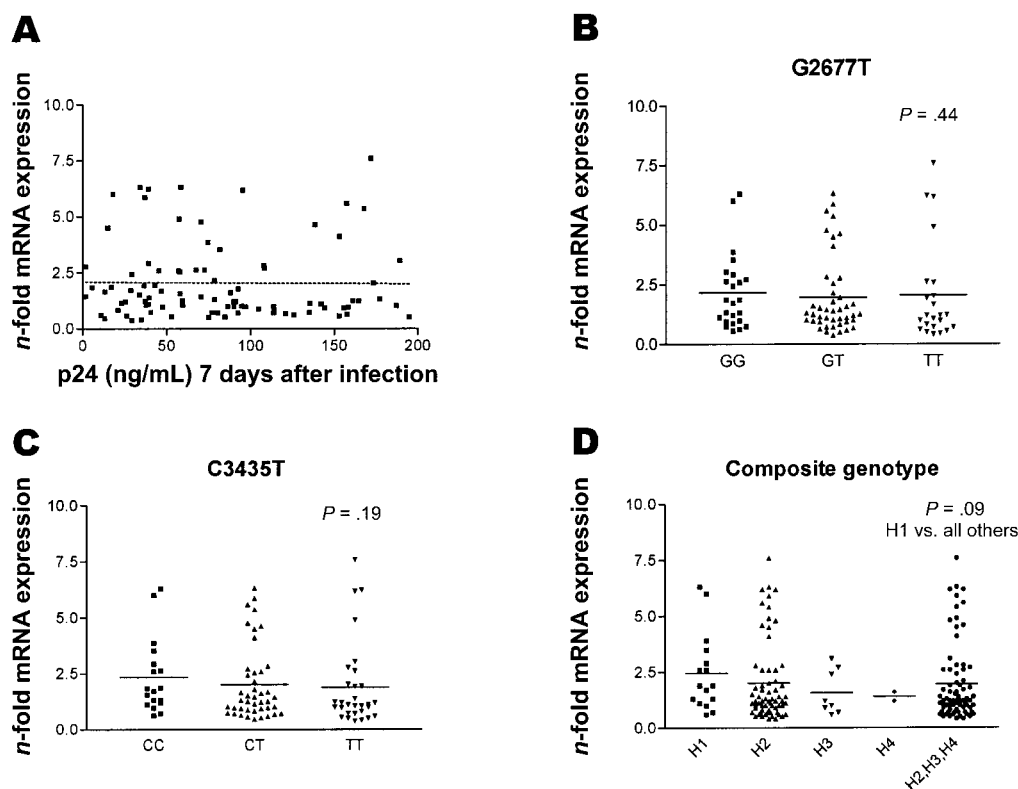 A
n-fold mRNA expression
10.0
7.5
5.0
2.5
0.0
0
50
100
150
200
p24 (ng/mL) 7 days after infection
B
G2677T
P = .44
n-fold mRNA expression
10.0
7.5
5.0
2.5
0.0
GG
GT
TT
C
C3435T
P = .19
n-fold mRNA expression
10.0
7.5
5.0
2.5
0.0
CC
CT
TT
D
Composite genotype
P = .09
H1 vs. all others
n-fold mRNA expression
10.0
7.5
5.0
2.5
0.0
H1
H2
H3
H4
H2,H3,H4